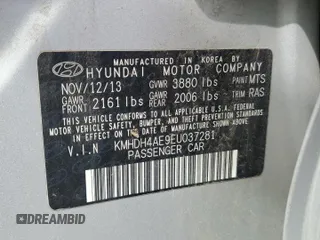 MANUFACTURED IN KOREA BY
HYUNDAI MOTOR COMPANY
NOV/12/13 GVWR 3880 lbs PAINT MTS
GAWR FRONT 2161 lbs GAWR REAR 2006 lbs TRIM RAS
THIS VEHICLE CONFORMS TO ALL APPLICABLE U.S.A. FEDERAL
MOTOR VEHICLE SAFETY, BUMPER, AND THEFT PREVENTION
STANDARDS IN EFFECT ON THE DATE OF MANUFACTURE SHOWN ABOVE
V.I.N KMHDH4AE9EU037281
PASSENGER CAR
DREAMBID